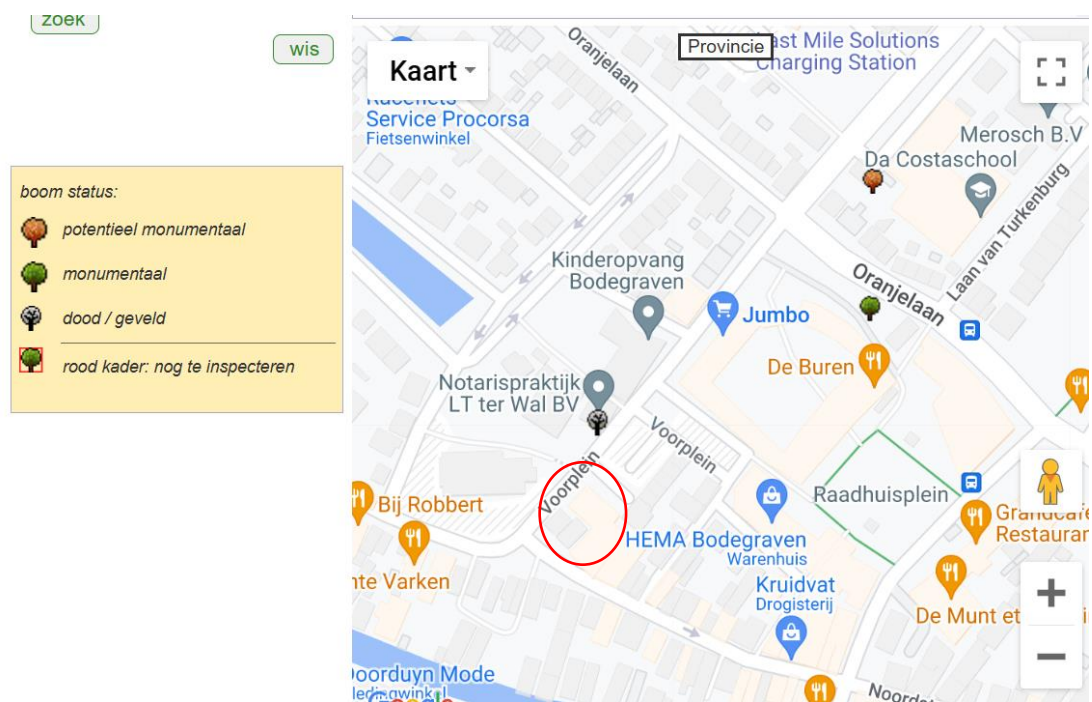 zoek
wis
boom status:
potentieel monumentaal
monumentaal
dood / geveld
rood kader: nog te inspecteren
Kaart
Oranjelaan
Provincie
ast Mile Solutions
Charging Station
Service Procorsa
Fietsenwinkel
Merosch B.V
Da Costaschool
Laan van Turkenburg
Kinderopvang
Bodegraven
Oranjelaan
Jumbo
De Buren
Notarispraktijk
LT ter Wal BV
Voorplein
Voorplein
Bij Robbert
Raadhuisplein
HEMA Bodegraven
Warenhuis
Grandcafé
Restauran
nte Varken
Kruidvat
Drogisterij
De Munt et
oorduyn Mode
Noordst